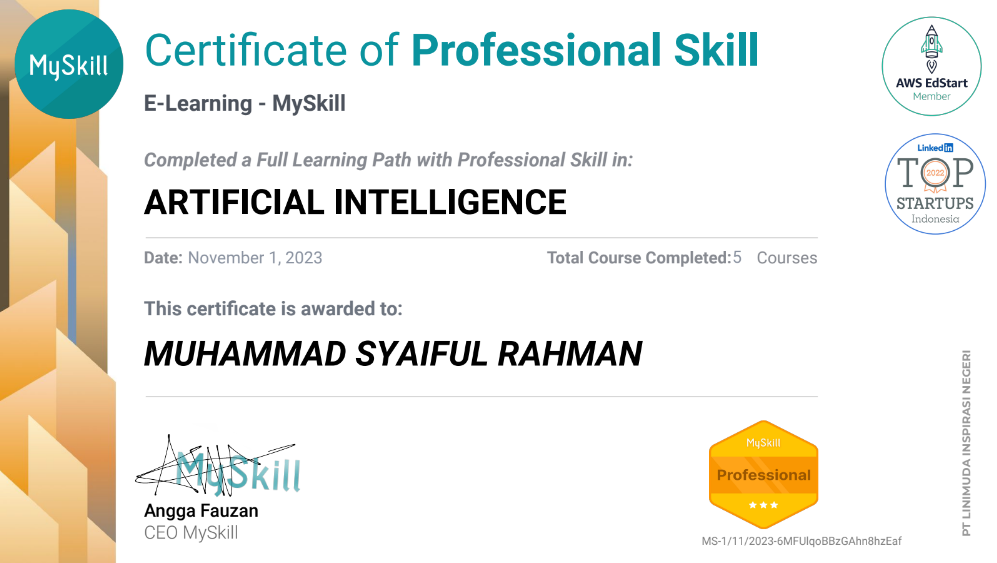 MySkill
Certificate of Professional Skill
E-Learning - MySkill
Completed a Full Learning Path with Professional Skill in:
ARTIFICIAL INTELLIGENCE
Date: November 1, 2023
Total Course Completed:5 Courses
This certificate is awarded to:
MUHAMMAD SYAIFUL RAHMAN
MySkill
Angga Fauzan
CEO MySkill
MySkill
Professional
MS-1/11/2023-6MFUlqoBBzGAhn8hzEaf
AWS EdStart
Member
Linked in
TOP
2022
STARTUPS
Indonesia
PT LINIMUDA INSPIRASI NEGERI